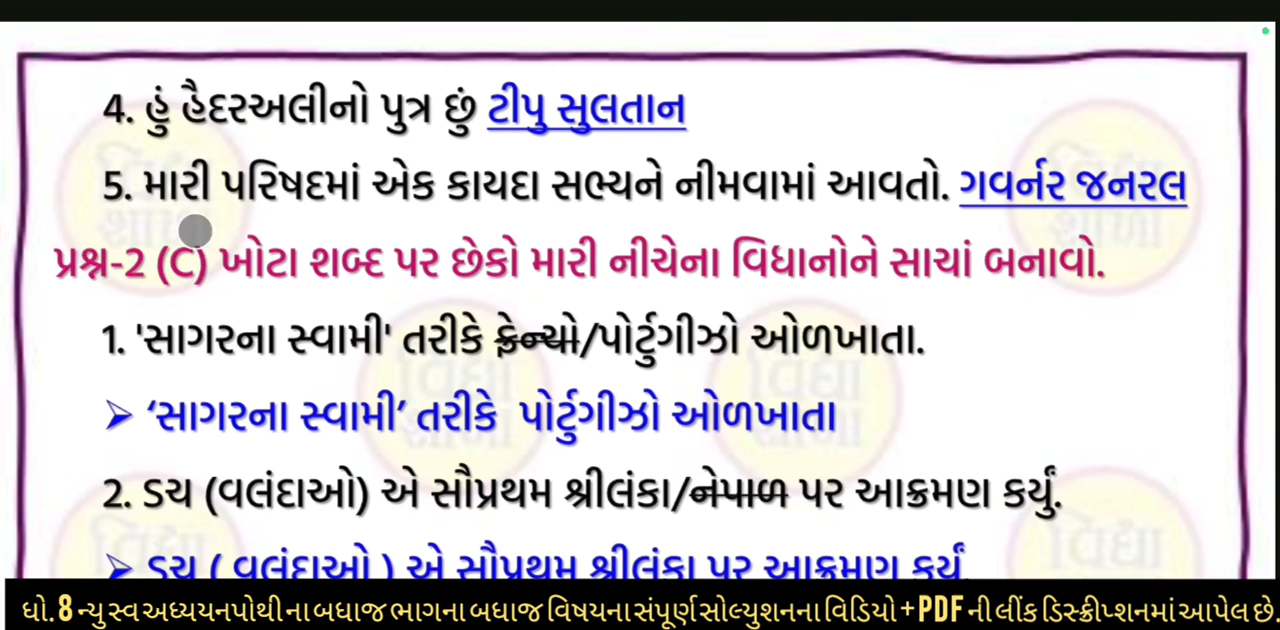 4. હું હૈદરઅલીનો પુત્ર છું ટીપુ સુલતાન
5. મારી પરિષદમાં એક કાયદા સભ્યને નીમવામાં આવતો. ગવર્નર જનરલ
પ્રશ્ન-2 (C) ખોટા શબ્દ પર છેકો મારી નીચેના વિધાનોને સાચાં બનાવો.
1. 'સાગરના સ્વામી' તરીકે ફ્રેન્ચો/પોર્ટુગીઝો ઓળખાતા.
➢ ‘સાગરના સ્વામી’ તરીકે પોર્ટુગીઝો ઓળખાતા
2. ડચ (વલંદાઓ) એ સૌપ્રથમ શ્રીલંકા/નેપાળ પર આક્રમણ કર્યું.
➢ ડચ ( વલંદાઓ ) એ સૌપ્રથમ શ્રીલંકા પર આક્રમણ કર્યું
ધો. 8 ન્યુ સ્વઅધ્યયનપોથી ના બધાજ ભાગના બધાજ વિષયના સંપૂર્ણ સોલ્યુશનના વિડિયો + PDF ની લીંક ડિસ્ક્રીપ્શનમાં આપેલ છે.